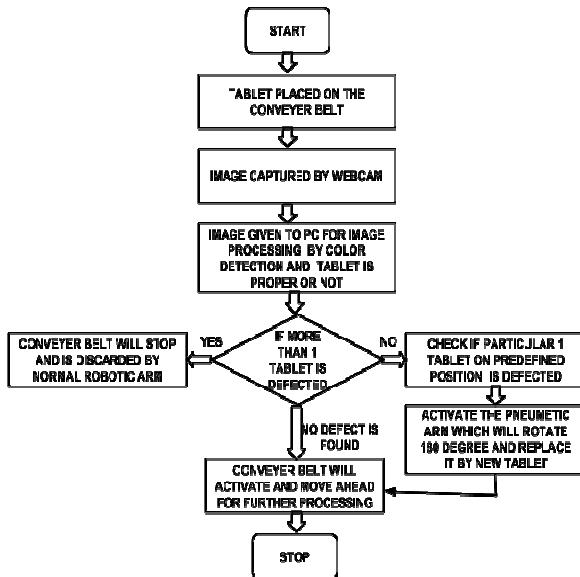 START
TABLET PLACED ON THE
CONVEYER BELT
IMAGE CAPTURED BY WEBCAM
IMAGE GIVEN TO PC FOR IMAGE
PROCESSING BY COLOR
DETECTION AND TABLET IS
PROPER OR NOT
IF MORE
THAN 1
TABLET IS
DEFECTED
YES
CONVEYER BELT WILL STOP
AND IS DISCARDED BY
NORMAL ROBOTIC ARM
NO
CHECK IF PARTICULAR 1
TABLET ON PREDEFINED
POSITION IS DEFECTED
ACTIVATE THE PNEUMETIC
ARM WHICH WILL ROTATE
180 DEGREE AND REPLACE
IT BY NEW TABLET
NO DEFECT IS
FOUND
CONVEYER BELT WILL
ACTIVATE AND MOVE AHEAD
FOR FURTHER PROCESSING
STOP